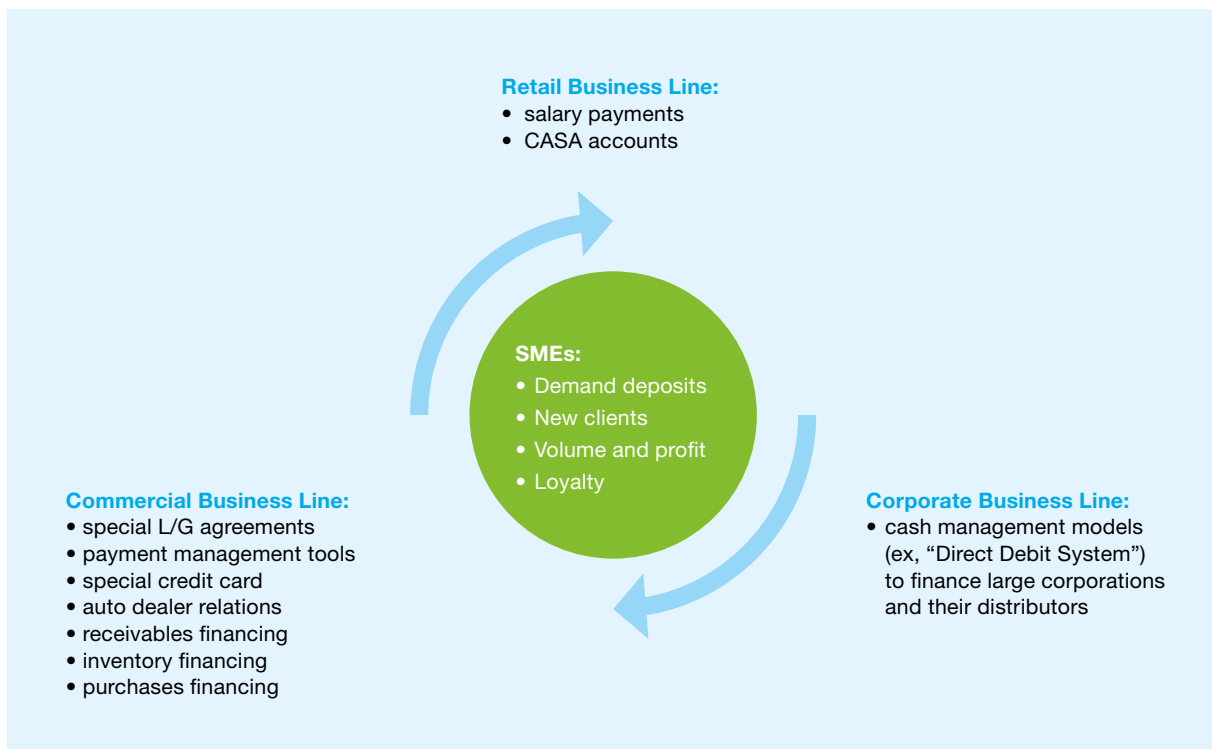 Retail Business Line:
• salary payments
• CASA accounts
SMEs:
• Demand deposits
• New clients
• Volume and profit
• Loyalty
Commercial Business Line:
• special L/G agreements
• payment management tools
• special credit card
• auto dealer relations
• receivables financing
• inventory financing
• purchases financing
Corporate Business Line:
• cash management models
(ex, “Direct Debit System”)
to finance large corporations
and their distributors